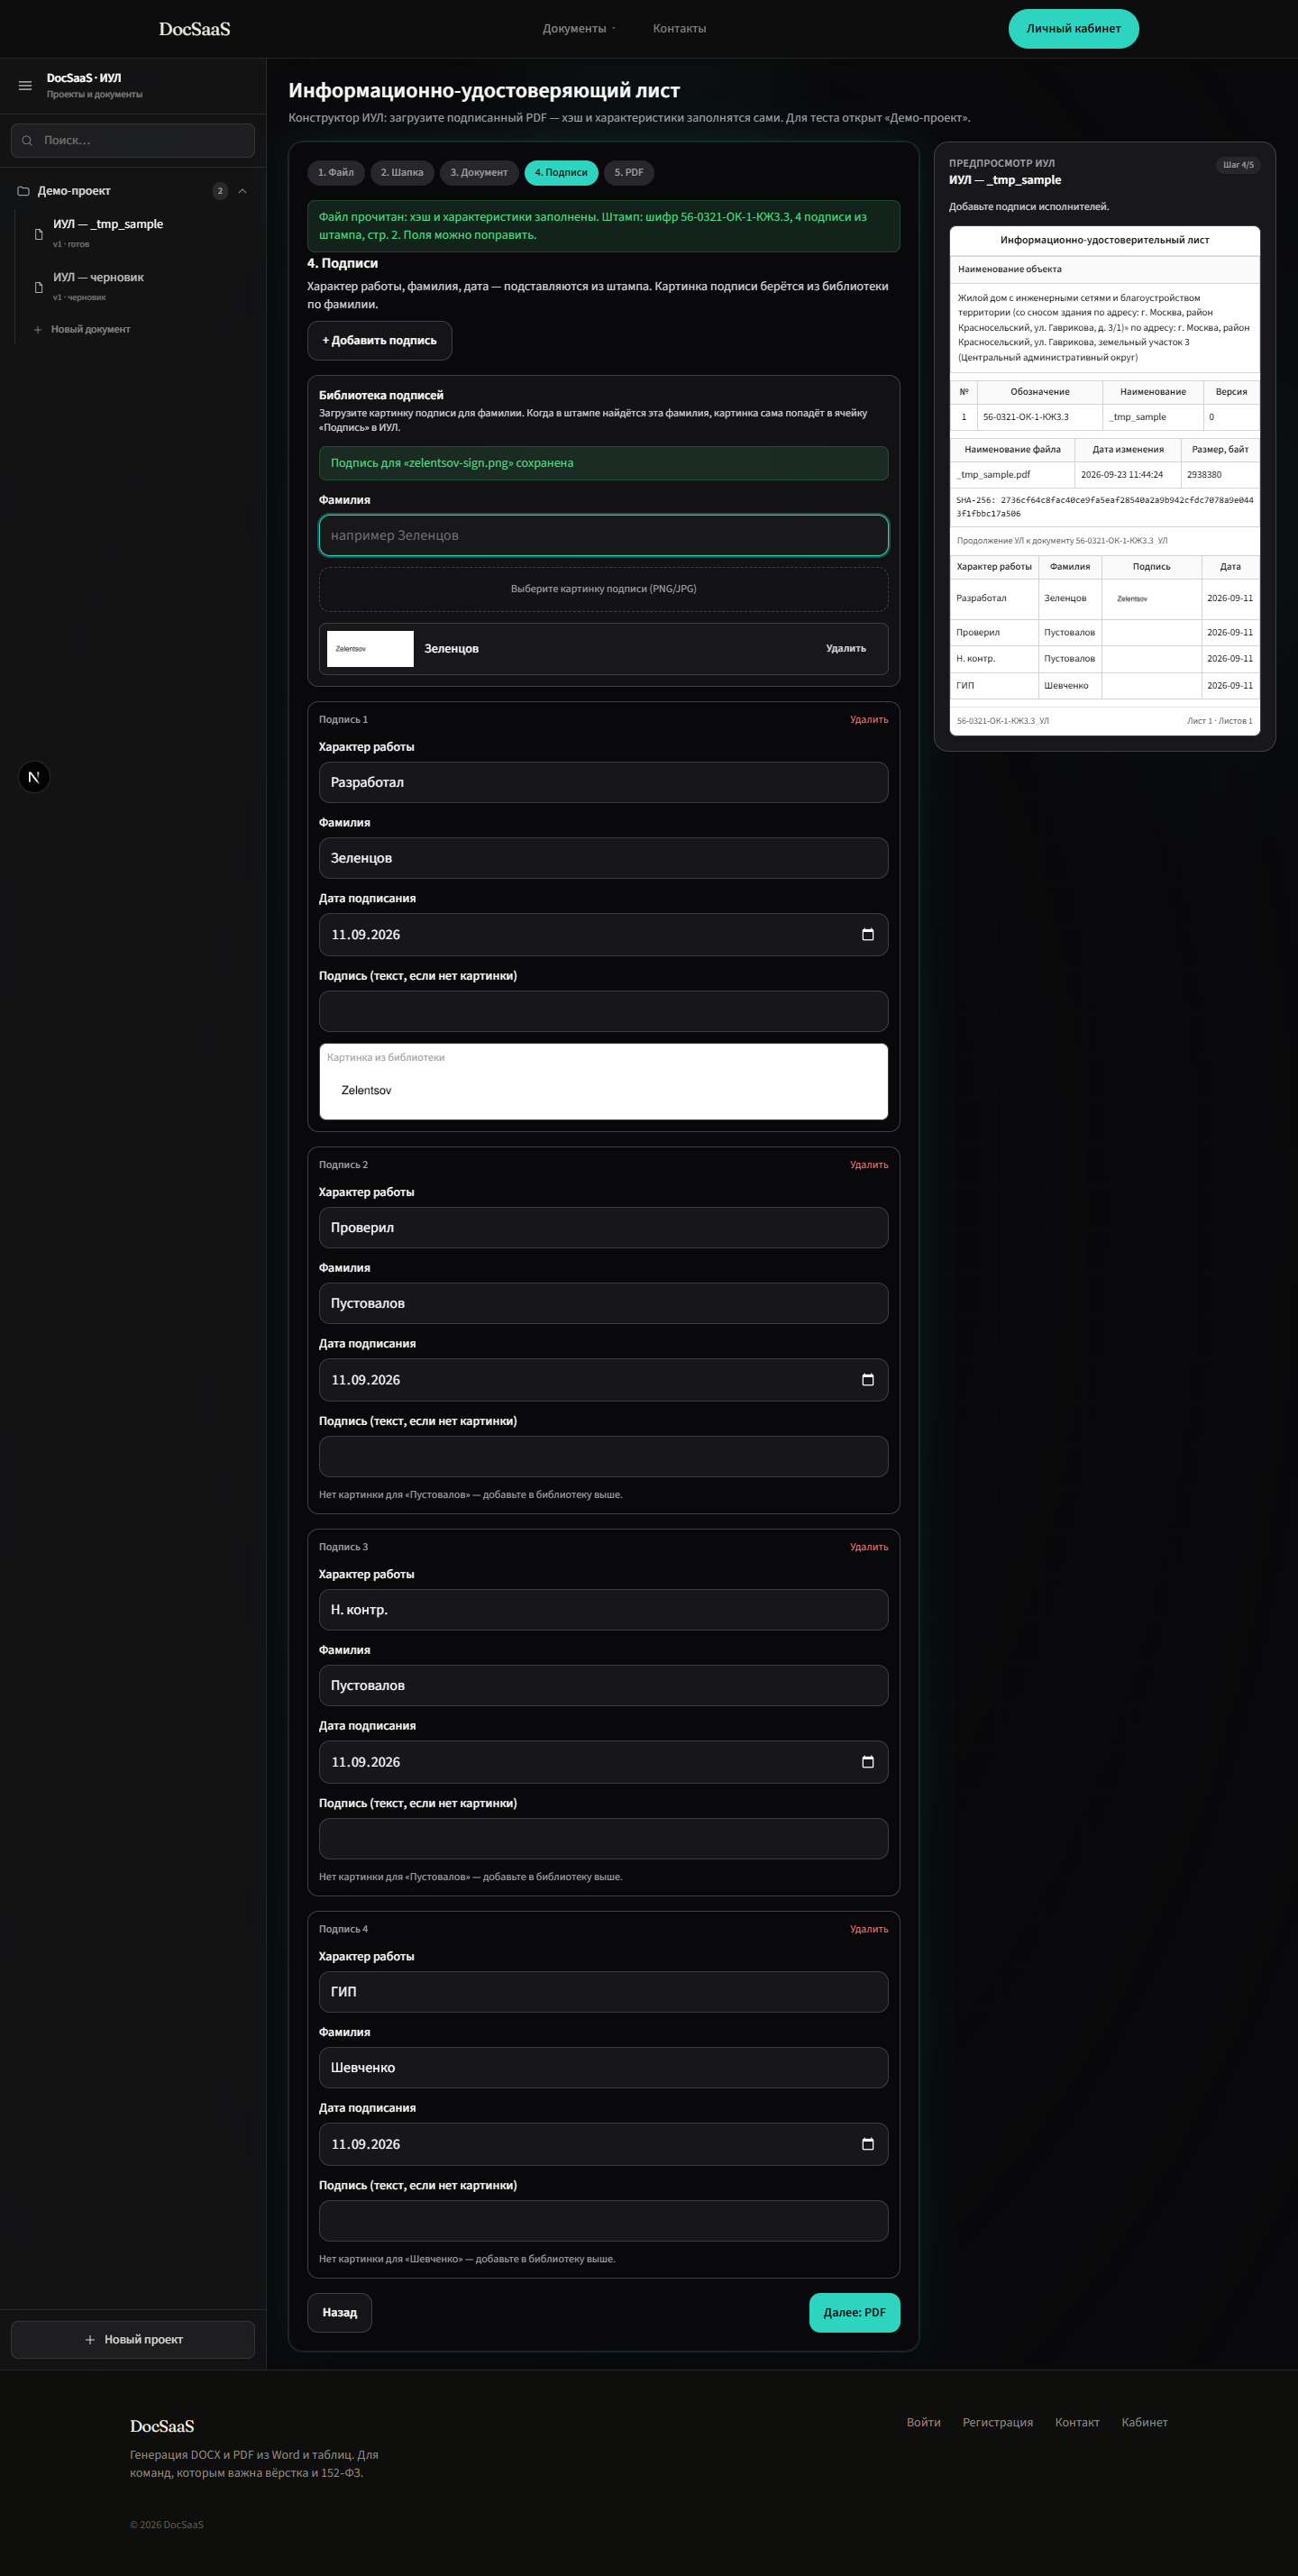 DocSaaS
Документы
Контакты
Личный кабинет
DocSaaS · ИУЛ
Проекты и документы
Поиск...
Демо-проект
2
ИУЛ — _tmp_sample
v1 · готов
ИУЛ — черновик
v1 · черновик
+ Новый документ
+ Новый проект
Информационно-удостоверяющий лист
Конструктор ИУЛ: загрузите подписанный PDF — хэш и характеристики заполнятся сами. Для теста открыт «Демо-проект».
1. Файл
2. Шапка
3. Документ
4. Подписи
5. PDF
Файл прочитан: хэш и характеристики заполнены. Штамп: шифр 56-0321-ОК-1-КЖ3.3, 4 подписи из
штампа, стр. 2. Поля можно поправить.
4. Подписи
Характер работы, фамилия, дата — подставляются из штампа. Картинка подписи берётся из библиотеки
по фамилии.
+ Добавить подпись
Библиотека подписей
Загрузите картинку подписи для фамилии. Когда в штампе найдётся эта фамилия, картинка сама попадёт в ячейку
«Подпись» в ИУЛ.
Подпись для «zelentsov-sign.png» сохранена
Фамилия
например Зеленцов
Выберите картинку подписи (PNG/JPG)
Zelentsov
Зеленцов
Удалить
Подпись 1
Удалить
Характер работы
Разработал
Фамилия
Зеленцов
Дата подписания
11.09.2026
Подпись (текст, если нет картинки)
Картинка из библиотеки
Zelentsov
Подпись 2
Удалить
Характер работы
Проверил
Фамилия
Пустовалов
Дата подписания
11.09.2026
Подпись (текст, если нет картинки)
Нет картинки для «Пустовалов» — добавьте в библиотеку выше.
Подпись 3
Удалить
Характер работы
Н. контр.
Фамилия
Пустовалов
Дата подписания
11.09.2026
Подпись (текст, если нет картинки)
Нет картинки для «Пустовалов» — добавьте в библиотеку выше.
Подпись 4
Удалить
Характер работы
ГИП
Фамилия
Шевченко
Дата подписания
11.09.2026
Подпись (текст, если нет картинки)
Нет картинки для «Шевченко» — добавьте в библиотеку выше.
Назад
Далее: PDF
ПРЕДПРОСМОТР ИУЛ
Шаг 4/5
ИУЛ — _tmp_sample
Добавьте подписи исполнителей.
Информационно-удостоверительный лист
Наименование объекта
Жилой дом с инженерными сетями и благоустройством
территории (со сносом здания по адресу: г. Москва, район
Красносельский, ул. Гаврикова, д. 3/1)» по адресу: г. Москва, район
Красносельский, ул. Гаврикова, земельный участок 3
(Центральный административный округ)
№ Обозначение Наименование Версия
1 56-0321-ОК-1-КЖ3.3 _tmp_sample 0
Наименование файла Дата изменения Размер, байт
_tmp_sample.pdf 2026-09-23 11:44:24 2938380
SHA-256: 2736cf64c8fac40ce9fa5eaf28540a2a9b942cfdc7078a9e044
3f1fbbc17a506
Продолжение УЛ к документу 56-0321-ОК-1-КЖ3.3_УЛ
Характер работы Фамилия Подпись Дата
Разработал Зеленцов Zelentsov 2026-09-11
Проверил Пустовалов 2026-09-11
Н. контр. Пустовалов 2026-09-11
ГИП Шевченко 2026-09-11
56-0321-ОК-1-КЖ3.3_УЛ Лист 1 · Листов 1
N
DocSaaS
Генерация DOCX и PDF из Word и таблиц. Для
команд, которым важна вёрстка и 152-ФЗ.
Войти
Регистрация
Контакт
Кабинет
© 2026 DocSaaS